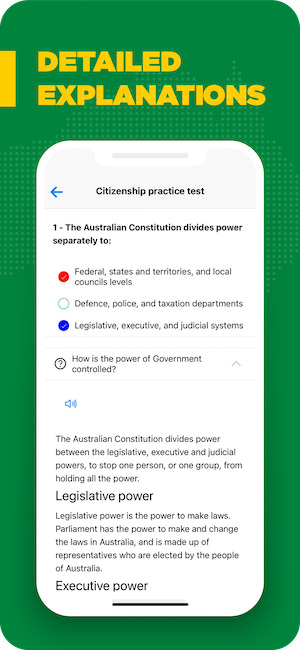 DETAILED
EXPLANATIONS
Citizenship practice test
1 - The Australian Constitution divides power
separately to:
Federal, states and territories, and local
councils levels
Defence, police, and taxation departments
Legislative, executive, and judicial systems
How is the power of Government
controlled?
The Australian Constitution divides power
between the legislative, executive and judicial
powers, to stop one person, or one group, from
holding all the power.
Legislative power
Legislative power is the power to make laws.
Parliament has the power to make and change
the laws in Australia, and is made up of
representatives who are elected by the people
of Australia.
Executive power